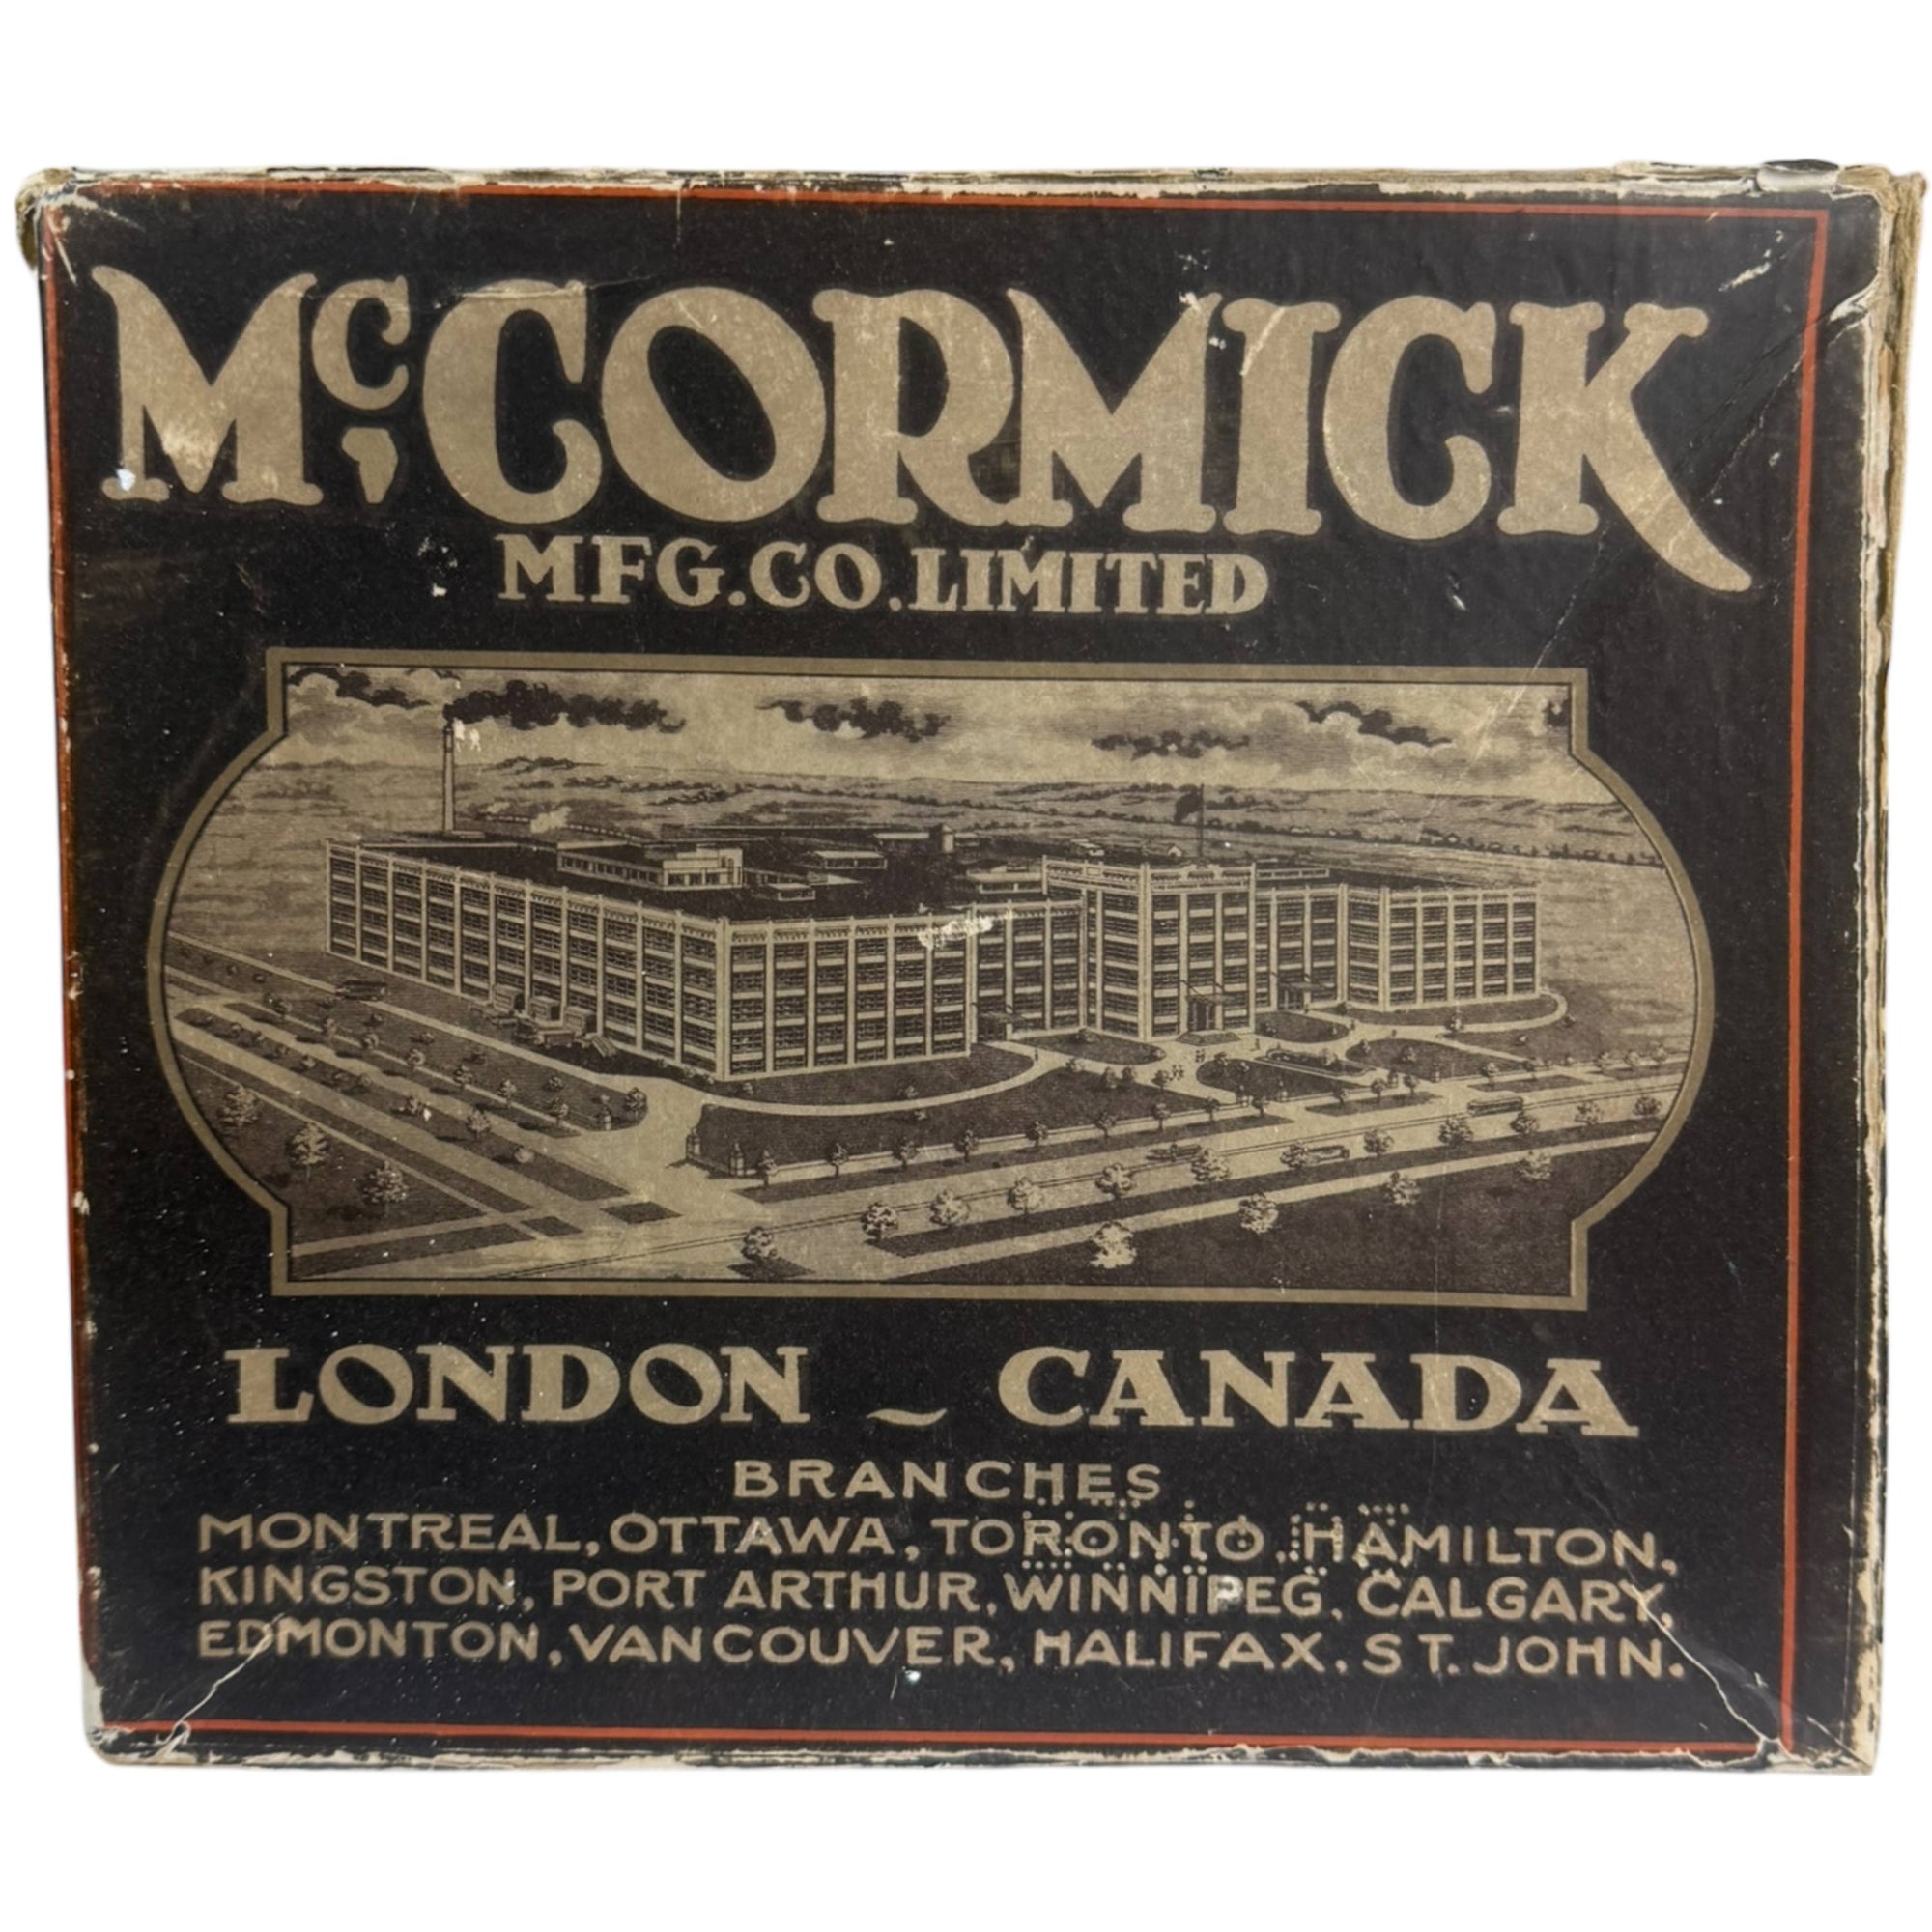 McCORMICK
MFG. CO. LIMITED
LONDON ~ CANADA
BRANCHES
MONTREAL, OTTAWA, TORONTO, HAMILTON,
KINGSTON, PORT ARTHUR, WINNIPEG, CALGARY,
EDMONTON, VANCOUVER, HALIFAX, ST. JOHN.